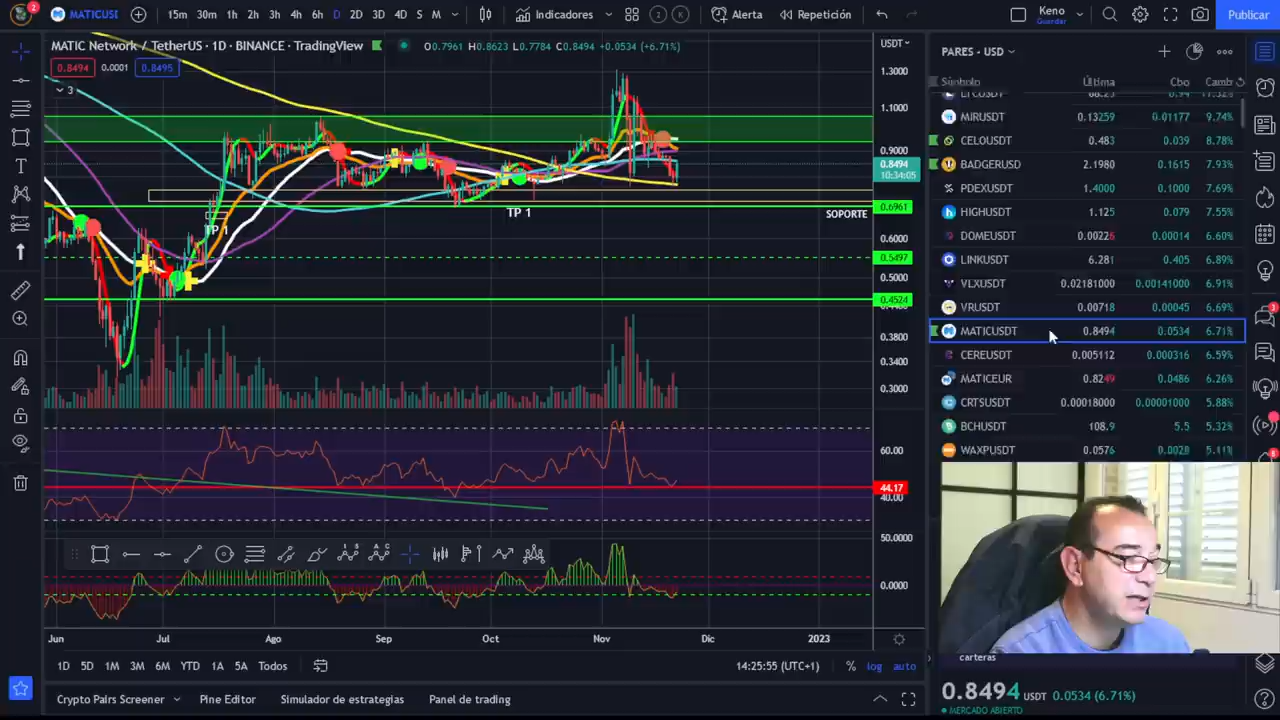 2
MATICUSD
15m 30m 1h 2h 3h 4h 6h D 2D 3D 4D S M
Indicadores
Alerta
Repetición
Keno
Guardar
Publicar
MATIC Network / TetherUS · 1D · BINANCE · TradingView
O0.7961 H0.8623 L0.7784 C0.8494 +0.0534 (+6.71%)
0.8494 0.0001 0.8495
3
USDT
1.3000
1.1000
0.9000
0.8494
10:34:05
0.6961
0.6000
0.5497
0.5000
0.4524
0.3800
0.3400
0.3000
60.00
44.17
40.00
50.0000
0.0000
TP 1
TP 1
SOPORTE
Jun Jul Ago Sep Oct Nov Dic 2023
1D 5D 1M 3M 6M YTD 1A 5A Todos
14:25:55 (UTC+1)
% log auto
Crypto Pairs Screener
Pine Editor
Simulador de estrategias
Panel de trading
PARES - USD
Símbolo Última Cbo Camb
MIRUSDT 0.13259 0.01177 9.74%
CELOUSDT 0.483 0.039 8.78%
BADGERUSD 2.1980 0.1615 7.93%
PDEXUSDT 1.4000 0.1000 7.69%
HIGHUSDT 1.125 0.079 7.55%
DOMEUSDT 0.00226 0.00014 6.60%
LINKUSDT 6.281 0.405 6.89%
VLXUSDT 0.02181000 0.00141000 6.91%
VRUSDT 0.00718 0.00045 6.69%
MATICUSDT 0.8494 0.0534 6.71%
CEREUSDT 0.005112 0.000316 6.59%
MATICEUR 0.8249 0.0486 6.26%
CRTSUSDT 0.00018000 0.00001000 5.88%
BCHUSDT 108.9 5.5 5.32%
WAXPUSDT 0.0576 0.0028 5.11%
carteras
0.8494 USDT 0.0534 (6.71%)
MERCADO ABIERTO